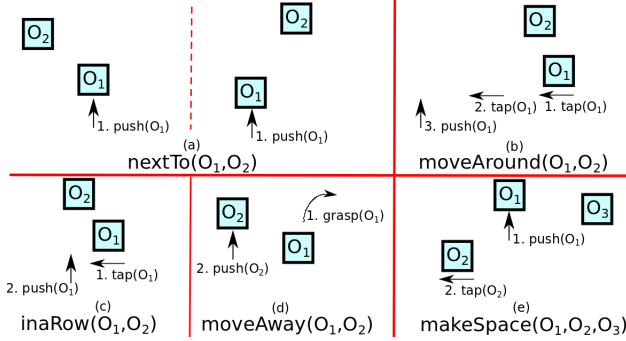 O2
O1
1. push(O1)
O2
O1
1. push(O1)
(a)
nextTo(O1,O2)
O2
O1
2. tap(O1)
1. tap(O1)
3. push(O1)
(b)
moveAround(O1,O2)
O2
O1
1. tap(O1)
2. push(O1)
(c)
inaRow(O1,O2)
O2
1. grasp(O1)
O1
2. push(O2)
(d)
moveAway(O1,O2)
O1
O3
1. push(O1)
O2
2. tap(O2)
(e)
makeSpace(O1,O2,O3)